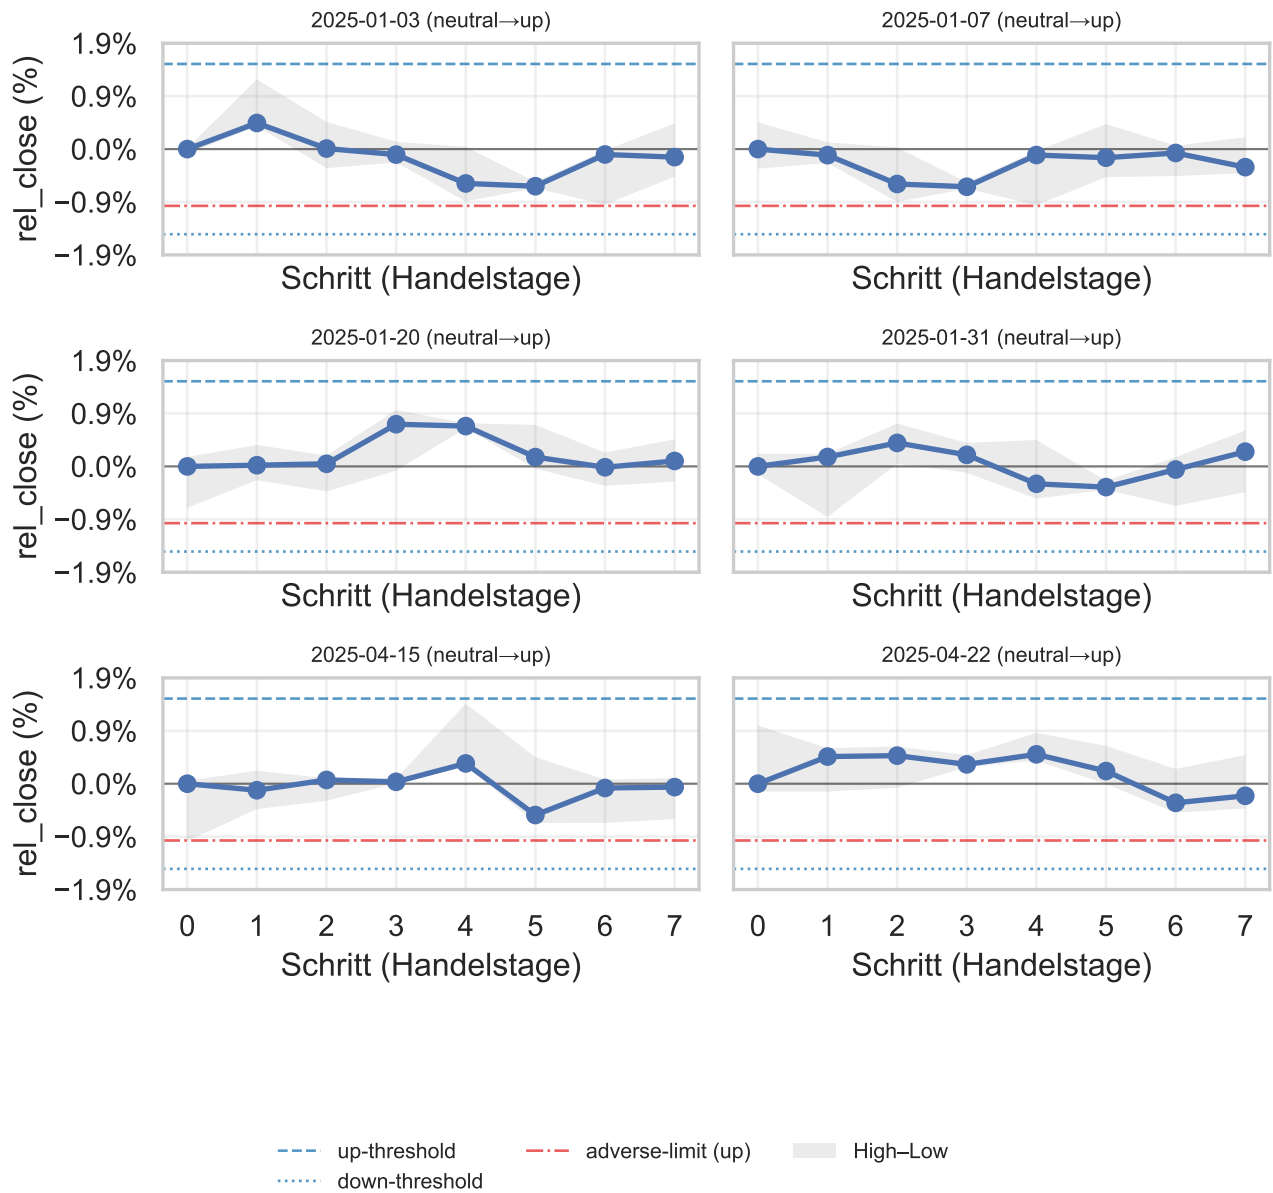 2025-01-03 (neutral→up)
2025-01-07 (neutral→up)
1.9%
0.9%
0.0%
−0.9%
−1.9%
rel_close (%)
Schritt (Handelstage)
Schritt (Handelstage)
2025-01-20 (neutral→up)
2025-01-31 (neutral→up)
1.9%
0.9%
0.0%
−0.9%
−1.9%
rel_close (%)
Schritt (Handelstage)
Schritt (Handelstage)
2025-04-15 (neutral→up)
2025-04-22 (neutral→up)
1.9%
0.9%
0.0%
−0.9%
−1.9%
rel_close (%)
0 1 2 3 4 5 6 7
0 1 2 3 4 5 6 7
Schritt (Handelstage)
Schritt (Handelstage)
up-threshold
down-threshold
adverse-limit (up)
High–Low